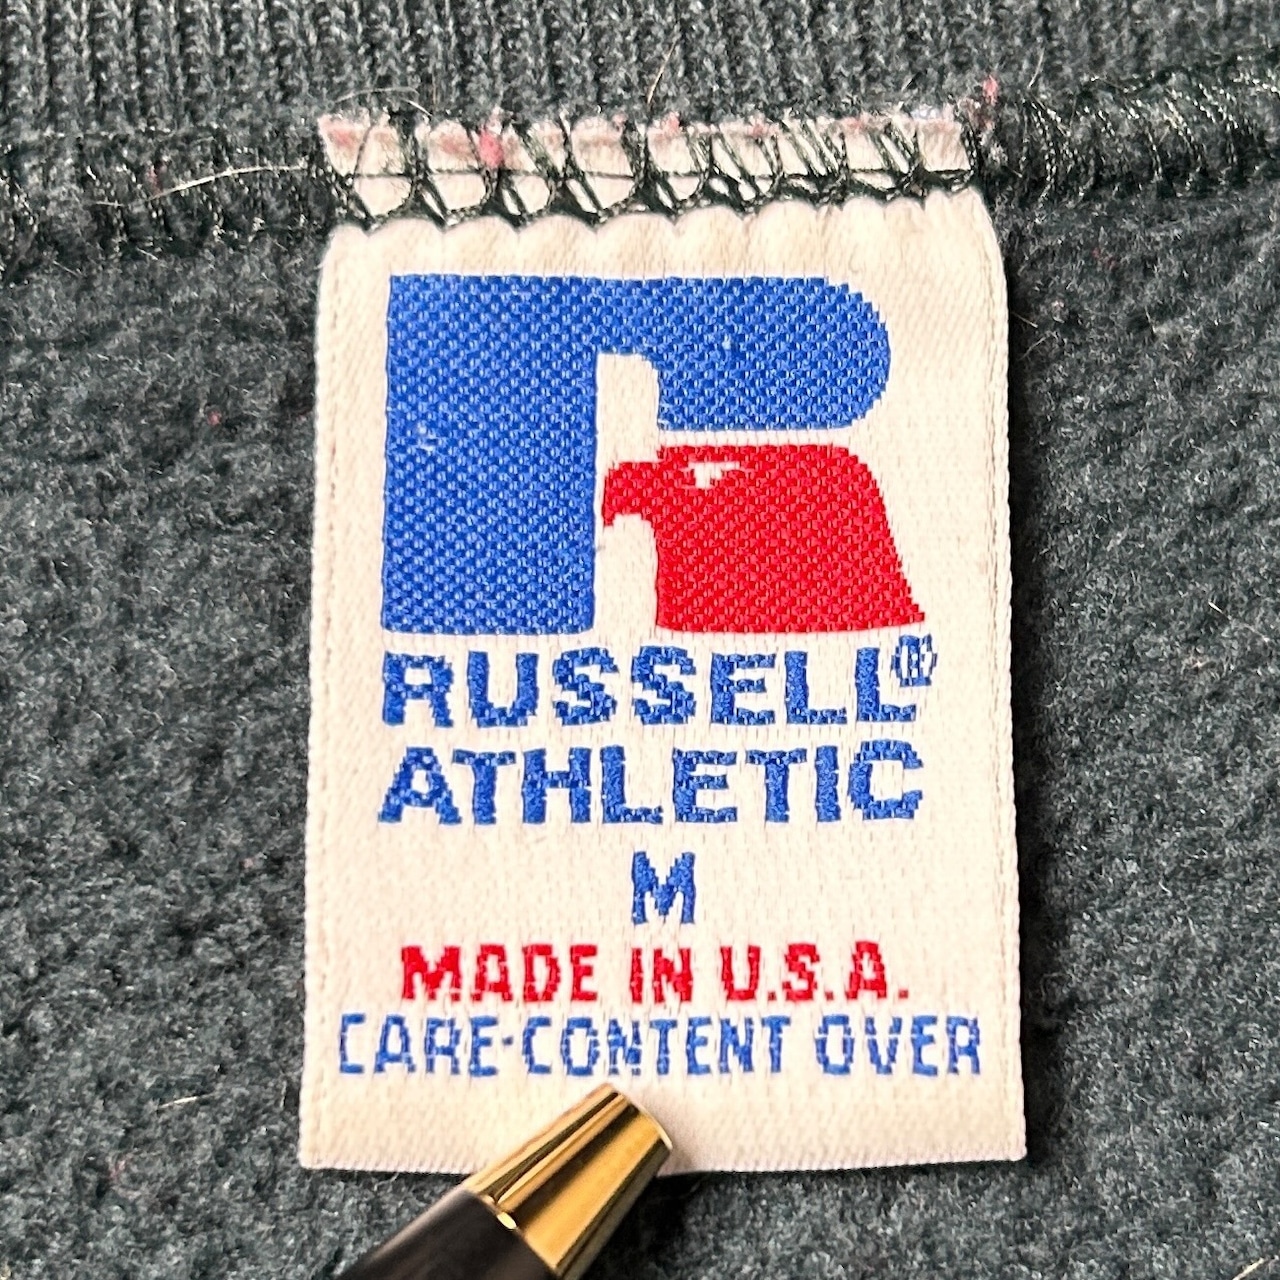 RUSSELL®
ATHLETIC
M
MADE IN U.S.A.
CARE·CONTENT OVER